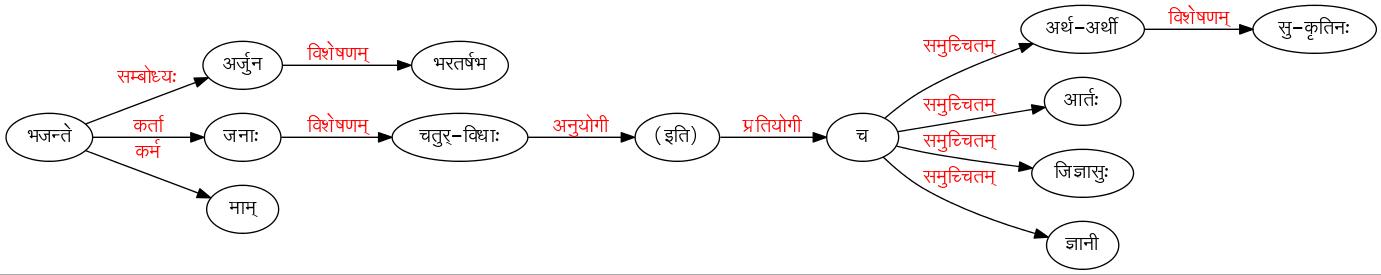 अर्थ-अर्थी
विशेषणम्
सु-कृतिनः
समुच्चितम्
अर्जुन
विशेषणम्
भरतर्षभ
सम्बोध्यः
समुच्चितम्
आर्तः
भजन्ते
कर्ता
जनाः
विशेषणम्
चतुर्-विधाः
अनुयोगी
(इति)
प्रतियोगी
च
समुच्चितम्
कर्म
जिज्ञासुः
समुच्चितम्
माम्
ज्ञानी